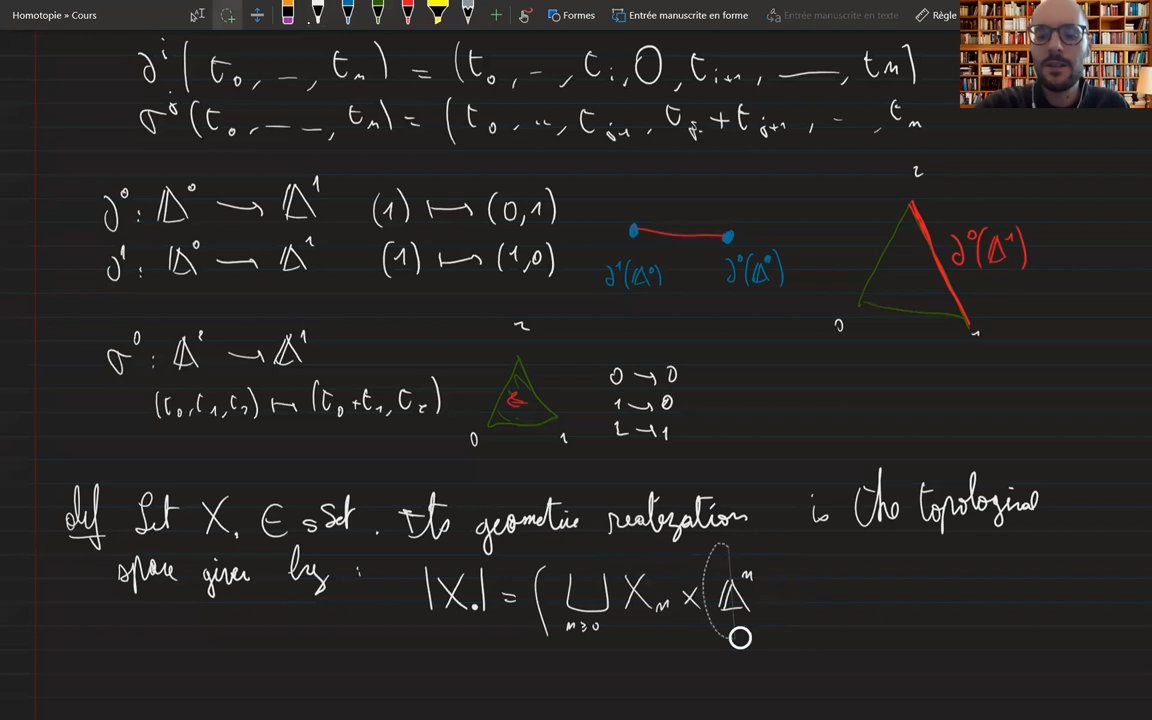 Homotopie » Cours
Formes
Entrée manuscrite en forme
Entrée manuscrite en texte
Règle
∂ⁱ(t₀, –, tₙ) = (t₀, -, tᵢ, 0, tᵢ₊₁, —, tₙ)
σʲ(t₀, – –, tₙ) = (t₀, .., tⱼ₋₁, tⱼ + tⱼ₊₁, - -, tₙ
∂⁰ : Δ⁰ → Δ¹ (1) ↦ (0,1)
∂¹ : Δ⁰ → Δ¹ (1) ↦ (1,0)
∂¹(Δ⁰) ∂⁰(Δ⁰)
2
∂⁰(Δ¹)
0 1
σ⁰ : Δ² → Δ¹
(t₀,t₁,t₂) ↦ (t₀+t₁, t₂)
2
0 1
0 → 0
1 → 0
2 → 1
def Let X. ∈ sSet. Its geometric realization is the topological
space given by :
|X.| = ( ⊔ Xₙ × Δⁿ
n≥0